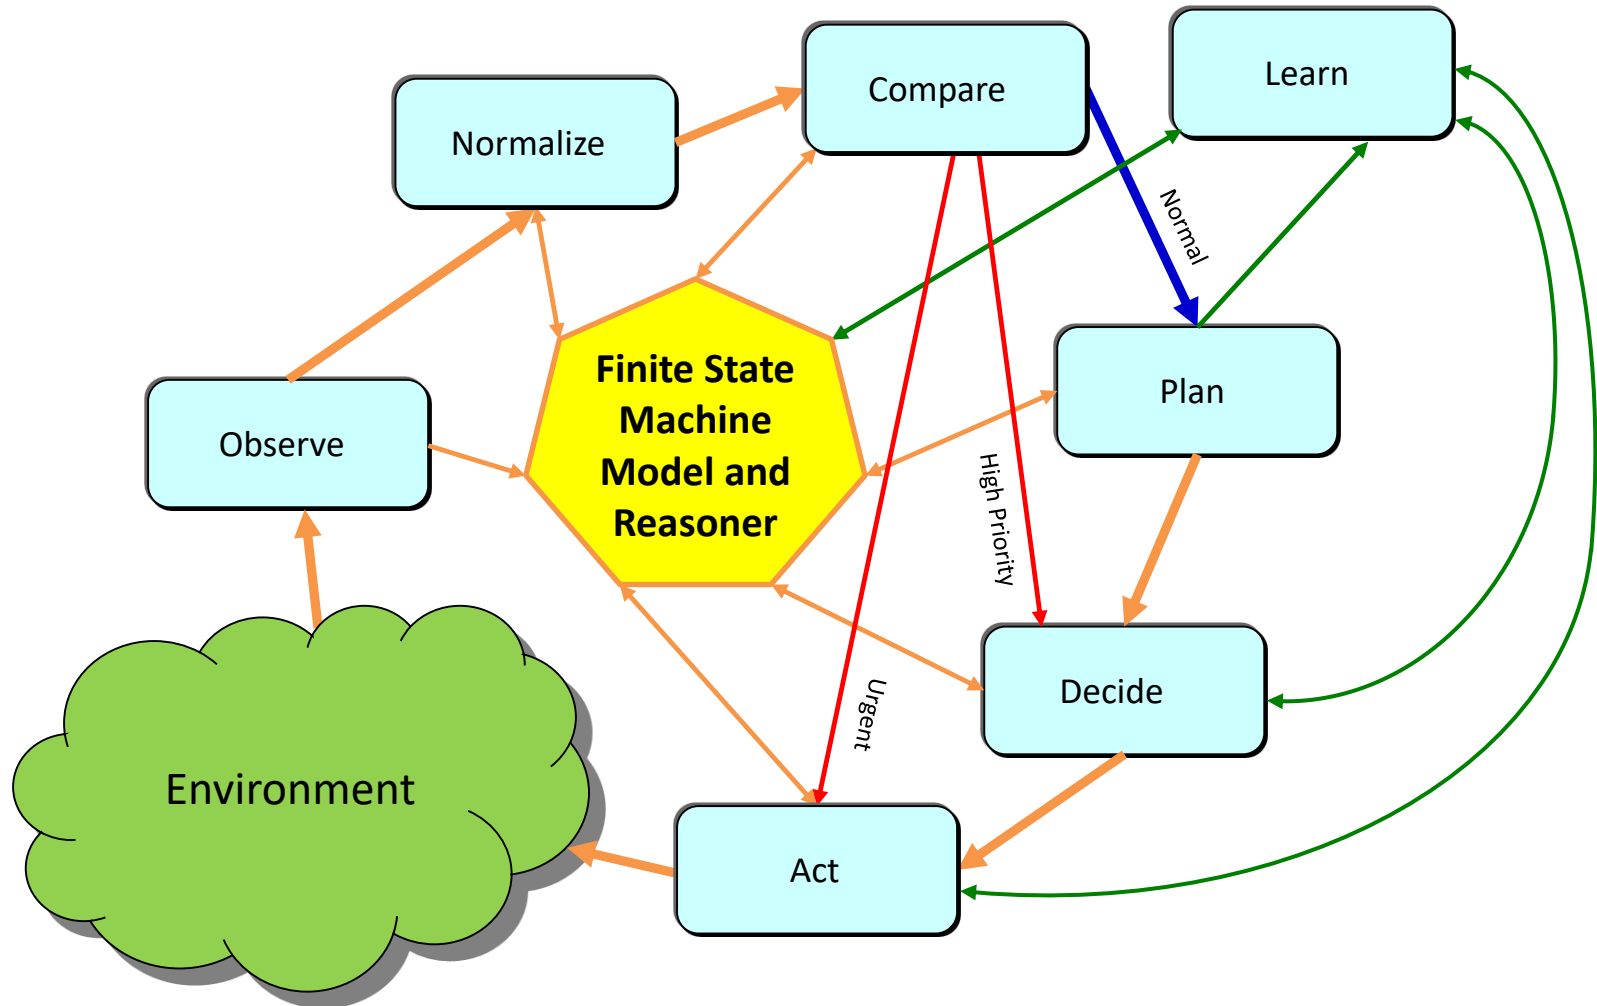 Compare
Learn
Normalize
Normal
Finite State
Machine
Model and
Reasoner
Plan
Observe
High Priority
Urgent
Decide
Environment
Act